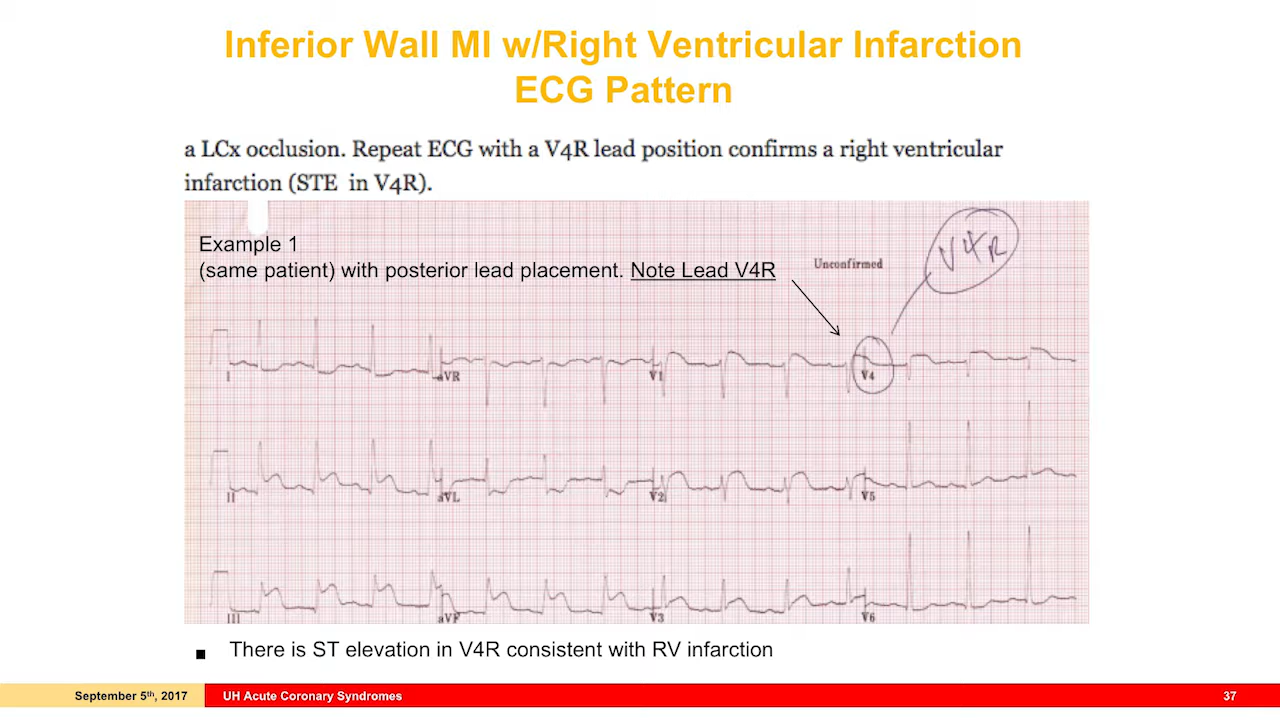 Inferior Wall MI w/Right Ventricular Infarction
ECG Pattern
a LCx occlusion. Repeat ECG with a V4R lead position confirms a right ventricular
infarction (STE in V4R).
Example 1
(same patient) with posterior lead placement. Note Lead V4R
Unconfirmed
V4R
I aVR V1 V4
II aVL V2 V5
III aVF V3 V6
▪ There is ST elevation in V4R consistent with RV infarction
September 5th, 2017 UH Acute Coronary Syndromes 37